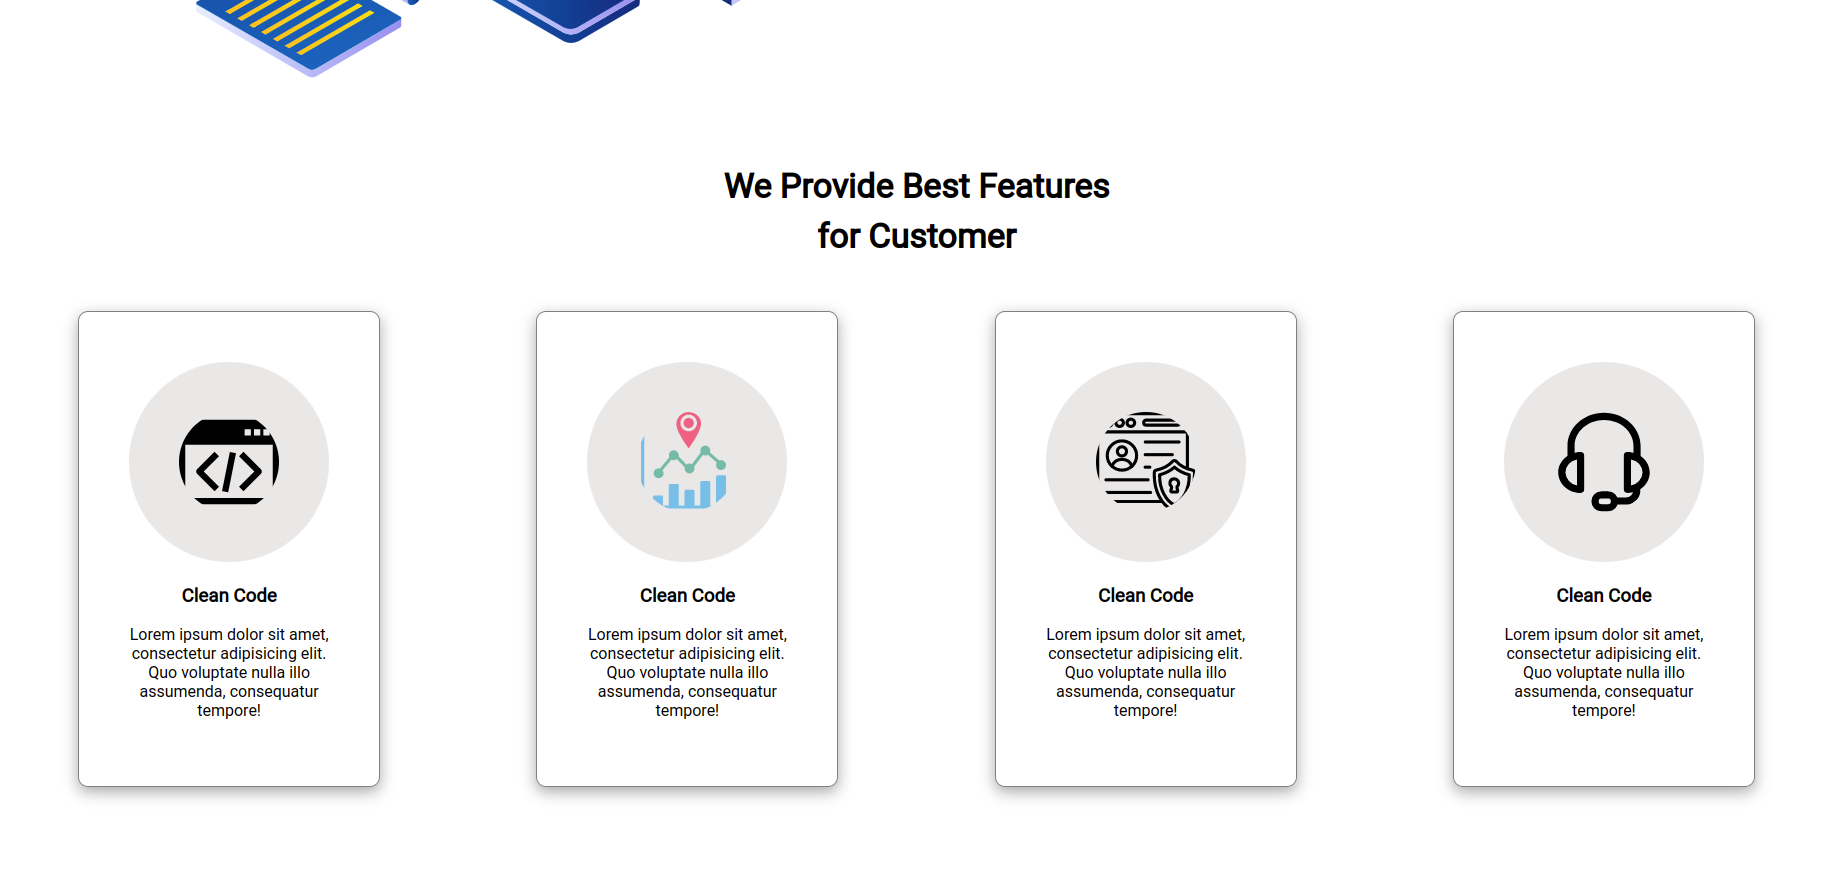 We Provide Best Features
for Customer
Clean Code
Lorem ipsum dolor sit amet,
consectetur adipisicing elit.
Quo voluptate nulla illo
assumenda, consequatur
tempore!
Clean Code
Lorem ipsum dolor sit amet,
consectetur adipisicing elit.
Quo voluptate nulla illo
assumenda, consequatur
tempore!
Clean Code
Lorem ipsum dolor sit amet,
consectetur adipisicing elit.
Quo voluptate nulla illo
assumenda, consequatur
tempore!
Clean Code
Lorem ipsum dolor sit amet,
consectetur adipisicing elit.
Quo voluptate nulla illo
assumenda, consequatur
tempore!